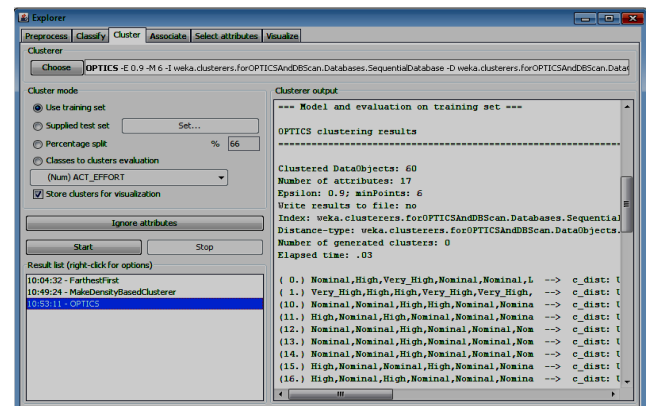 Explorer
Preprocess Classify Cluster Associate Select attributes Visualize
Clusterer
Choose OPTICS -E 0.9 -M 6 -I weka.clusterers.forOPTICSAndDBScan.Databases.SequentialDatabase -D weka.clusterers.forOPTICSAndDBScan.DataO
Cluster mode
Use training set
Supplied test set Set...
Percentage split % 66
Classes to clusters evaluation
(Num) ACT_EFFORT
Store clusters for visualization
Ignore attributes
Start Stop
Result list (right-click for options)
10:04:32 - FarthestFirst
10:49:24 - MakeDensityBasedClusterer
10:53:11 - OPTICS
Clusterer output
=== Model and evaluation on training set ===
OPTICS clustering results
Clustered DataObjects: 60
Number of attributes: 17
Epsilon: 0.9; minPoints: 6
Write results to file: no
Index: weka.clusterers.forOPTICSAndDBScan.Databases.Sequential
Distance-type: weka.clusterers.forOPTICSAndDBScan.DataObjects.
Number of generated clusters: 0
Elapsed time: .03
( 0.) Nominal,High,Very_High,Nominal,Nominal,L --> c_dist: U
( 1.) Very_High,High,High,Very_High,Very_High, --> c_dist: U
(10.) Nominal,Nominal,High,High,Nominal,Nomina --> c_dist: U
(11.) High,Nominal,High,Nominal,Nominal,Nomina --> c_dist: U
(12.) Nominal,Nominal,High,Nominal,Nominal,Nom --> c_dist: U
(13.) Nominal,Nominal,High,Nominal,Nominal,Nom --> c_dist: U
(14.) Nominal,Nominal,High,Nominal,Nominal,Nom --> c_dist: U
(15.) High,Nominal,High,Nominal,Nominal,Nomina --> c_dist: U
(16.) High,Nominal,High,Nominal,Nominal,Nomina --> c_dist: U